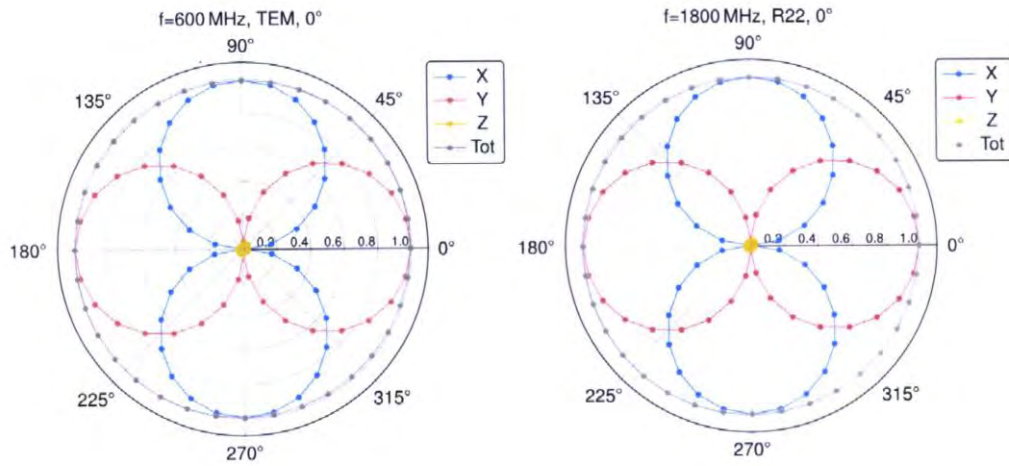 f=600 MHz, TEM, 0°
90°
135°
45°
X
Y
Z
Tot
180°
0.2 0.4 0.6 0.8 1.0
0°
225°
315°
270°
f=1800 MHz, R22, 0°
90°
135°
45°
X
Y
Z
Tot
180°
0.2 0.4 0.6 0.8 1.0
0°
225°
315°
270°